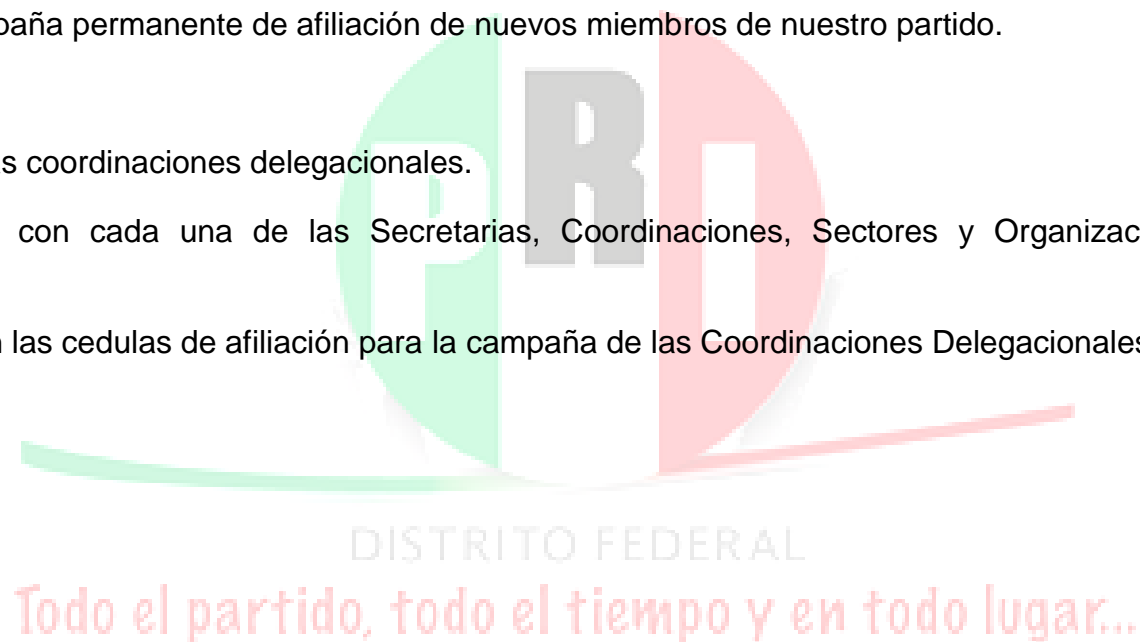 paña permanente de afiliación de nuevos miembros de nuestro partido.
s coordinaciones delegacionales.
con cada una de las Secretarias, Coordinaciones, Sectores y Organizac
las cedulas de afiliación para la campaña de las Coordinaciones Delegacionales
PRI
DISTRITO FEDERAL
Todo el partido, todo el tiempo y en todo lugar...